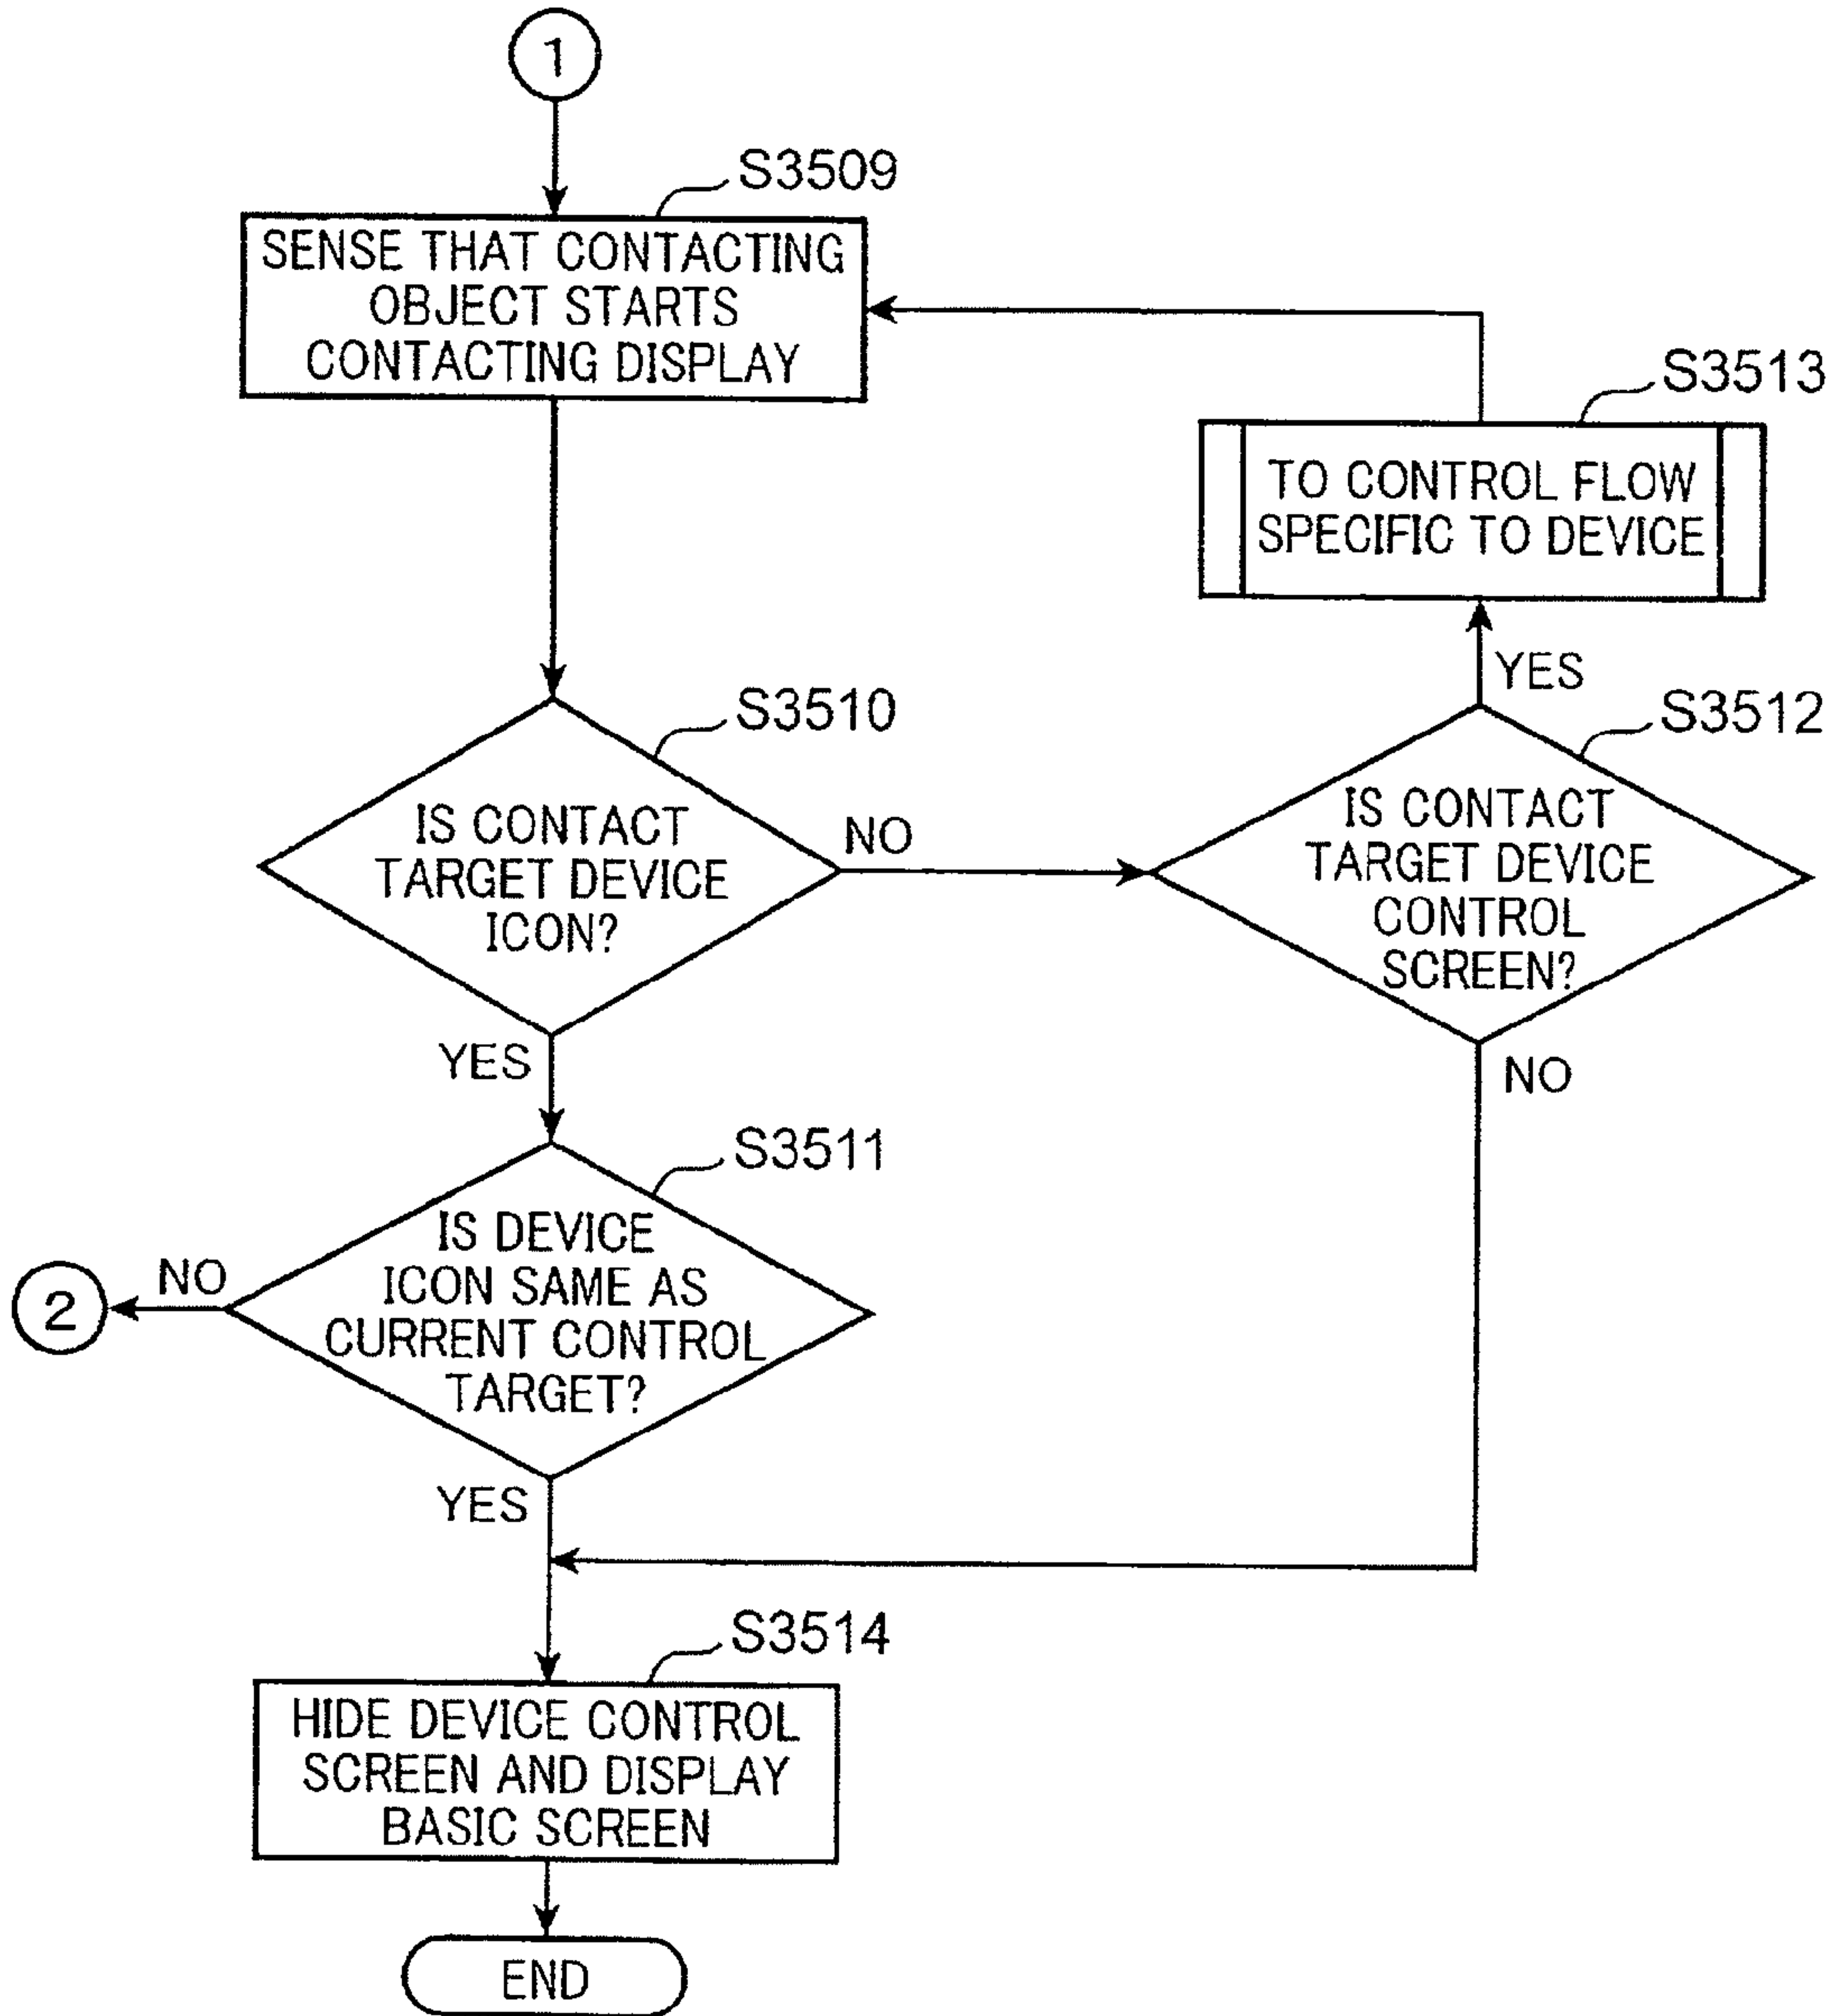 1
S3509
SENSE THAT CONTACTING
OBJECT STARTS
CONTACTING DISPLAY
S3513
TO CONTROL FLOW
SPECIFIC TO DEVICE
YES
S3510
S3512
IS CONTACT
TARGET DEVICE
ICON?
NO
IS CONTACT
TARGET DEVICE
CONTROL
SCREEN?
YES
NO
S3511
IS DEVICE
ICON SAME AS
CURRENT CONTROL
TARGET?
NO
2
YES
S3514
HIDE DEVICE CONTROL
SCREEN AND DISPLAY
BASIC SCREEN
END